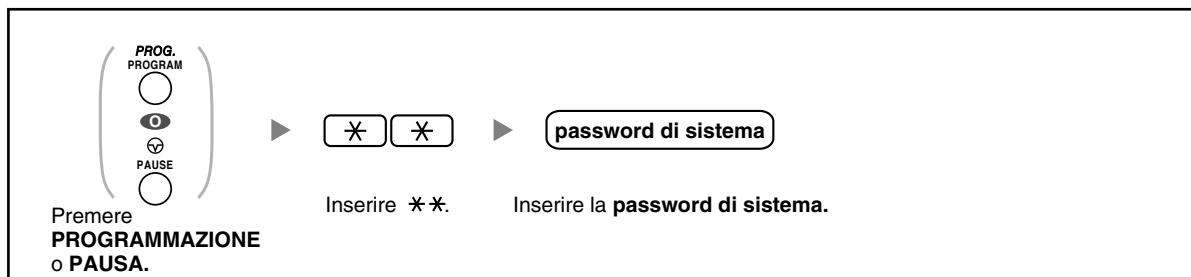 PROG.
PROGRAM
O
PAUSE
Premere
PROGRAMMAZIONE
o PAUSA.
* *
Inserire **.
password di sistema
Inserire la password di sistema.